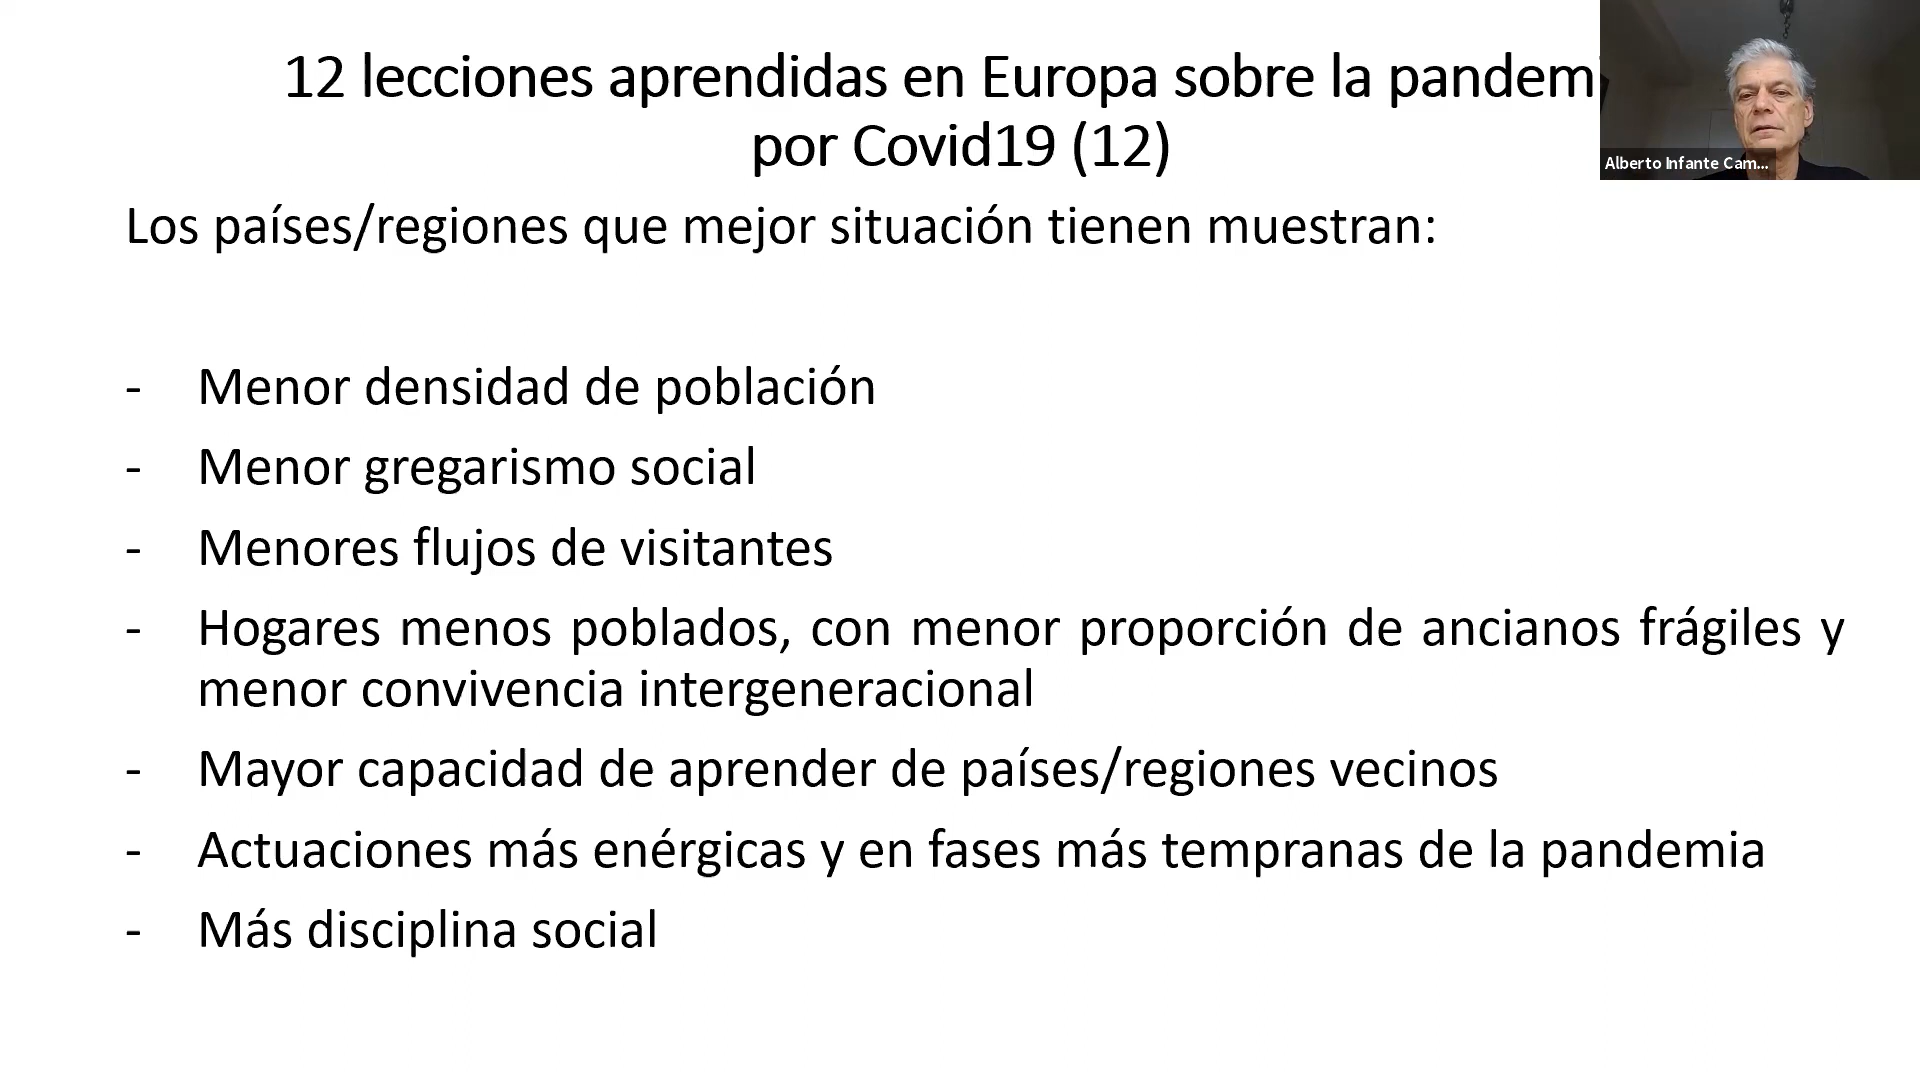 12 lecciones aprendidas en Europa sobre la pandemi
por Covid19 (12)
Alberto Infante Cam...
Los países/regiones que mejor situación tienen muestran:
- Menor densidad de población
- Menor gregarismo social
- Menores flujos de visitantes
- Hogares menos poblados, con menor proporción de ancianos frágiles y
menor convivencia intergeneracional
- Mayor capacidad de aprender de países/regiones vecinos
- Actuaciones más enérgicas y en fases más tempranas de la pandemia
- Más disciplina social